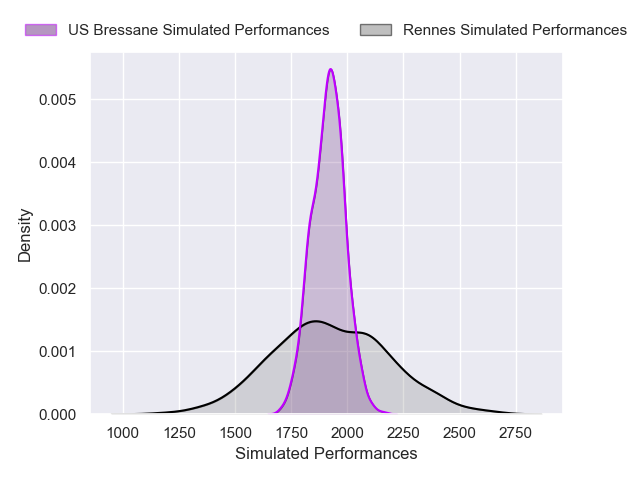 US Bressane Simulated Performances Rennes Simulated Performances
0.005
0.004
0.003
0.002
0.001
0.000
Density
1000 1250 1500 1750 2000 2250 2500 2750
Simulated Performances